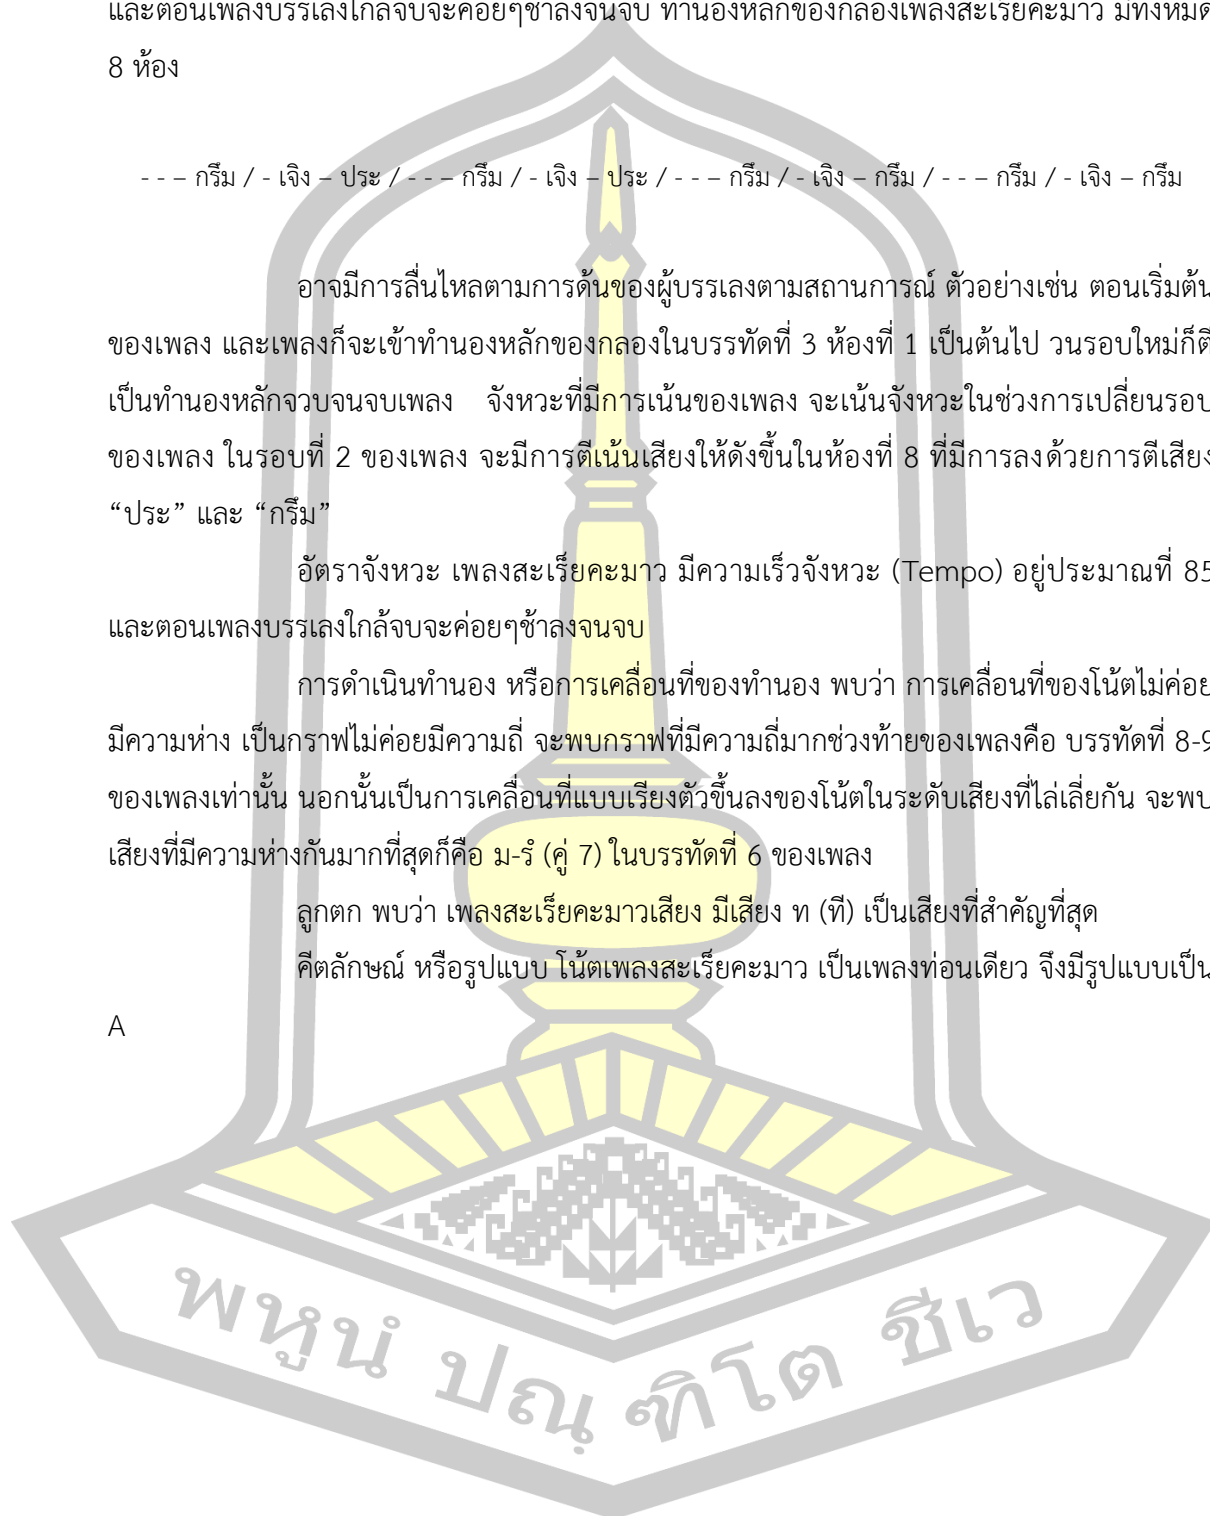 และตอนเพลงบรรเลงใกล้จบจะค่อยๆช้าลงจนจบ ทำนองหลักของกลองเพลงสะเรียคะมาว มีทั้งหมด
8 ห้อง
- - – กรึม / - เจิง – ประ / - - – กรึม / - เจิง – ประ / - - – กรึม / - เจิง – กรึม / - - – กรึม / - เจิง – กรึม
อาจมีการลื่นไหลตามการด้นของผู้บรรเลงตามสถานการณ์ ตัวอย่างเช่น ตอนเริ่มต้น
ของเพลง และเพลงก็จะเข้าทำนองหลักของกลองในบรรทัดที่ 3 ห้องที่ 1 เป็นต้นไป วนรอบใหม่ก็ตี
เป็นทำนองหลักจวบจนจบเพลง จังหวะที่มีการเน้นของเพลง จะเน้นจังหวะในช่วงการเปลี่ยนรอบ
ของเพลง ในรอบที่ 2 ของเพลง จะมีการตีเน้นเสียงให้ดังขึ้นในห้องที่ 8 ที่มีการลงด้วยการตีเสียง
“ประ” และ “กรึม”
อัตราจังหวะ เพลงสะเร็ยคะมาว มีความเร็วจังหวะ (Tempo) อยู่ประมาณที่ 85
และตอนเพลงบรรเลงใกล้จบจะค่อยๆช้าลงจนจบ
การดำเนินทำนอง หรือการเคลื่อนที่ของทำนอง พบว่า การเคลื่อนที่ของโน้ตไม่ค่อย
มีความห่าง เป็นกราฟไม่ค่อยมีความถี่ จะพบกราฟที่มีความถี่มากช่วงท้ายของเพลงคือ บรรทัดที่ 8-9
ของเพลงเท่านั้น นอกนั้นเป็นการเคลื่อนที่แบบเรียงตัวขึ้นลงของโน้ตในระดับเสียงที่ไล่เลี่ยกัน จะพบ
เสียงที่มีความห่างกันมากที่สุดก็คือ ม-รํ (คู่ 7) ในบรรทัดที่ 6 ของเพลง
ลูกตก พบว่า เพลงสะเร็ยคะมาวเสียง มีเสียง ท (ที) เป็นเสียงที่สำคัญที่สุด
คีตลักษณ์ หรือรูปแบบ โน้ตเพลงสะเร็ยคะมาว เป็นเพลงท่อนเดียว จึงมีรูปแบบเป็น
A
พหูนํ ปณฺฑิโต ชีเว